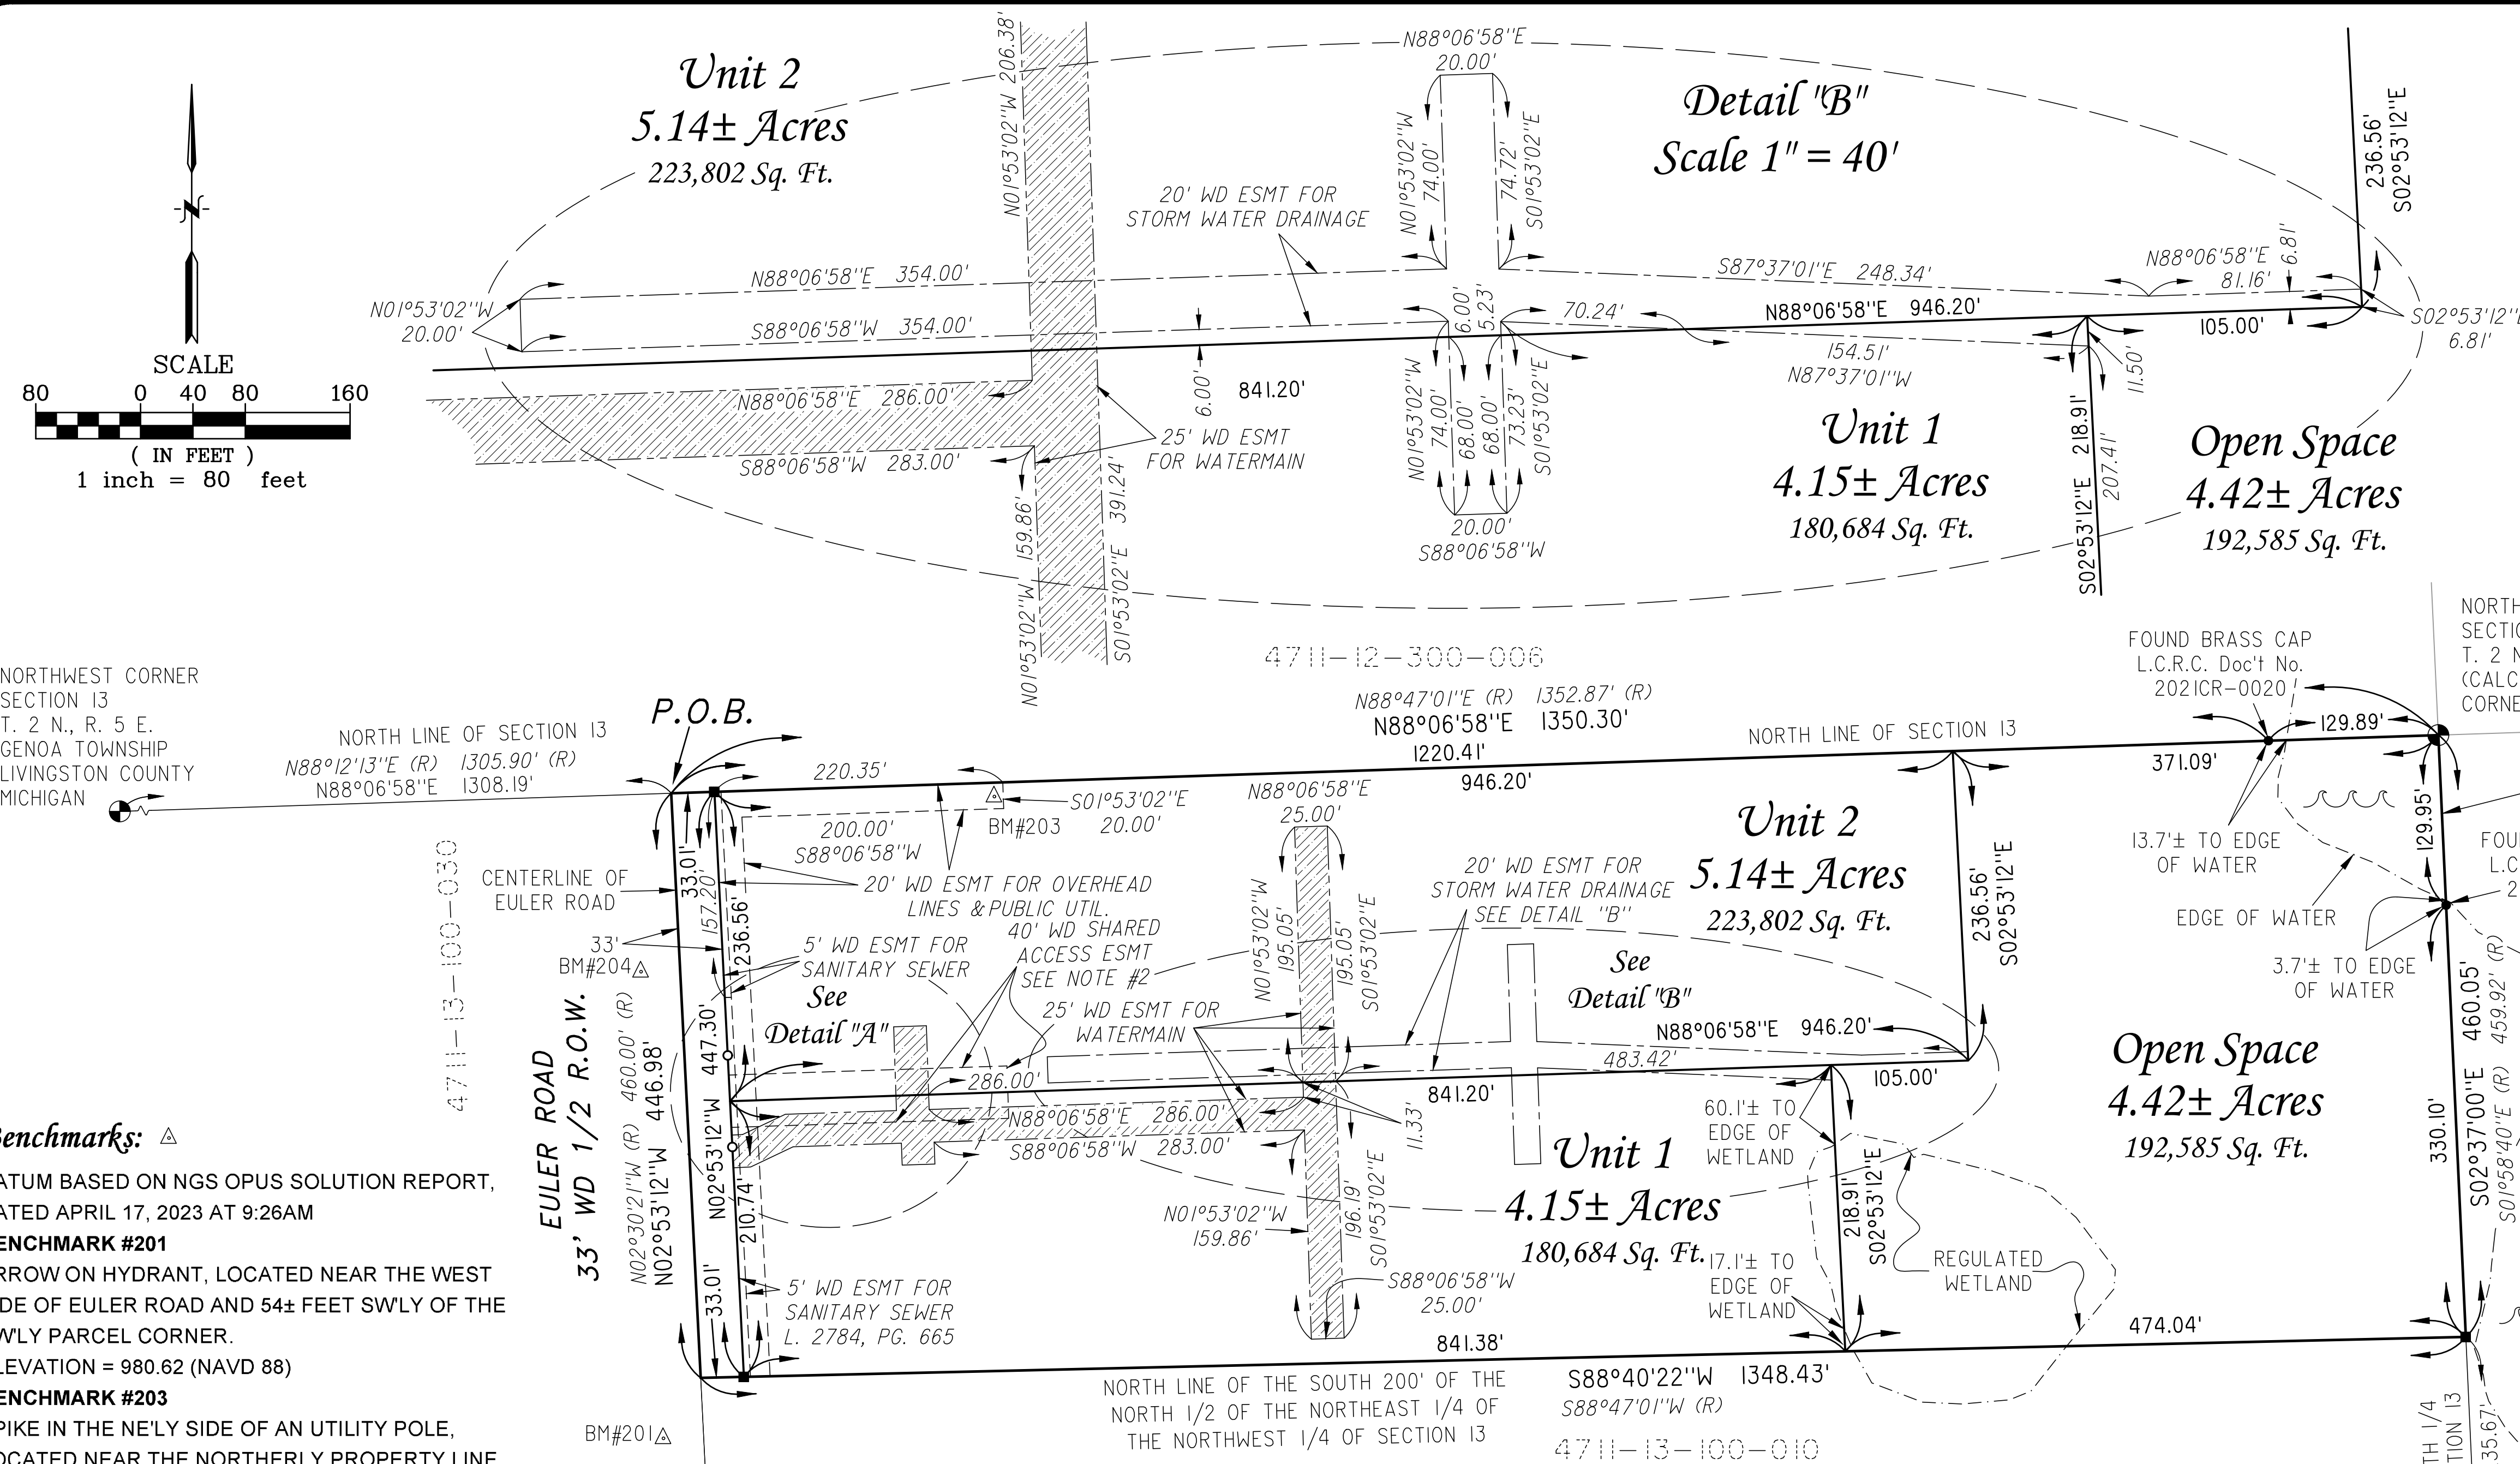 Unit 2
5.14± Acres
223,802 Sq. Ft.
Detail "B"
Scale 1" = 40'
N88°06'58"E
20.00'
N01°53'02"W 206.38'
N01°53'02"W
74.00'
74.72'
S01°53'02"E
236.56'
S02°53'12"E
20' WD ESMT FOR
STORM WATER DRAINAGE
N88°06'58"E 354.00'
S88°06'58"W 354.00'
N01°53'02"W
20.00'
S87°37'01"E 248.34'
N88°06'58"E
81.16'
6.81'
6.00'
5.23'
70.24'
N88°06'58"E 946.20'
105.00'
S02°53'12"
6.81'
154.51'
N87°37'01"W
11.50'
6.00'
841.20'
N88°06'58"E 286.00'
S88°06'58"W 283.00'
25' WD ESMT
FOR WATERMAIN
N01°53'02"W
74.00'
68.00'
68.00'
73.23'
S01°53'02"E
20.00'
S88°06'58"W
N01°53'02"W 159.86'
S01°53'02"E 391.24'
Unit 1
4.15± Acres
180,684 Sq. Ft.
S02°53'12"E 218.91'
207.41'
Open Space
4.42± Acres
192,585 Sq. Ft.
N
SCALE
80 0 40 80 160
( IN FEET )
1 inch = 80 feet
4711-12-300-006
NORTHWEST CORNER
SECTION 13
T. 2 N., R. 5 E.
GENOA TOWNSHIP
LIVINGSTON COUNTY
MICHIGAN
NORTH LINE OF SECTION 13
N88°12'13"E (R) 1305.90' (R)
N88°06'58"E 1308.19'
P.O.B.
N88°47'01"E (R) 1352.87' (R)
N88°06'58"E 1350.30'
1220.41'
946.20'
NORTH LINE OF SECTION 13
FOUND BRASS CAP
L.C.R.C. Doc't No.
2021CR-0020
129.89'
371.09'
T. 2 N
220.35'
200.00'
S88°06'58"W
BM#203
S01°53'02"E
20.00'
N88°06'58"E
25.00'
Unit 2
5.14± Acres
223,802 Sq. Ft.
236.56'
S02°53'12"E
13.7'± TO EDGE
OF WATER
EDGE OF WATER
3.7'± TO EDGE
OF WATER
129.95'
4711-13-100-030
CENTERLINE OF
EULER ROAD
33.01'
157.20'
236.56'
20' WD ESMT FOR OVERHEAD
LINES & PUBLIC UTIL.
33'
BM#204
5' WD ESMT FOR
SANITARY SEWER
40' WD SHARED
ACCESS ESMT
SEE NOTE #2
See
Detail "A"
25' WD ESMT FOR
WATERMAIN
N01°53'02"W
195.05'
195.05'
S01°53'02"E
20' WD ESMT FOR
STORM WATER DRAINAGE
SEE DETAIL "B"
See
Detail "B"
N88°06'58"E 946.20'
483.42'
841.20'
105.00'
286.00'
N88°06'58"E 286.00'
S88°06'58"W 283.00'
11.33'
EULER ROAD
33' WD 1/2 R.O.W.
N02°30'21"W (R) 460.00' (R)
N02°53'12"W 446.98'
N02°53'12"W 447.30'
210.74'
33.01'
Unit 1
4.15± Acres
180,684 Sq. Ft.
60.1'± TO
EDGE OF
WETLAND
17.1'± TO
EDGE OF
WETLAND
218.91'
S02°53'12"E
REGULATED
WETLAND
Open Space
4.42± Acres
192,585 Sq. Ft.
330.10'
S02°37'00"E 460.05'
S01°58'40"E (R) 459.92' (R)
N01°53'02"W
159.86'
196.19'
S01°53'02"E
S88°06'58"W
25.00'
5' WD ESMT FOR
SANITARY SEWER
L. 2784, PG. 665
841.38'
474.04'
S88°40'22"W 1348.43'
S88°47'01"W (R)
NORTH LINE OF THE SOUTH 200' OF THE
NORTH 1/2 OF THE NORTHEAST 1/4 OF
THE NORTHWEST 1/4 OF SECTION 13
4711-13-100-010
BM#201
TH 1/4
TION 13
35.67'
Benchmarks:
ATUM BASED ON NGS OPUS SOLUTION REPORT,
ATED APRIL 17, 2023 AT 9:26AM
ENCHMARK #201
RROW ON HYDRANT, LOCATED NEAR THE WEST
DE OF EULER ROAD AND 54± FEET SW'LY OF THE
W'LY PARCEL CORNER.
LEVATION = 980.62 (NAVD 88)
ENCHMARK #203
PIKE IN THE NE'LY SIDE OF AN UTILITY POLE,
OCATED NEAR THE NORTHERLY PROPERTY LINE